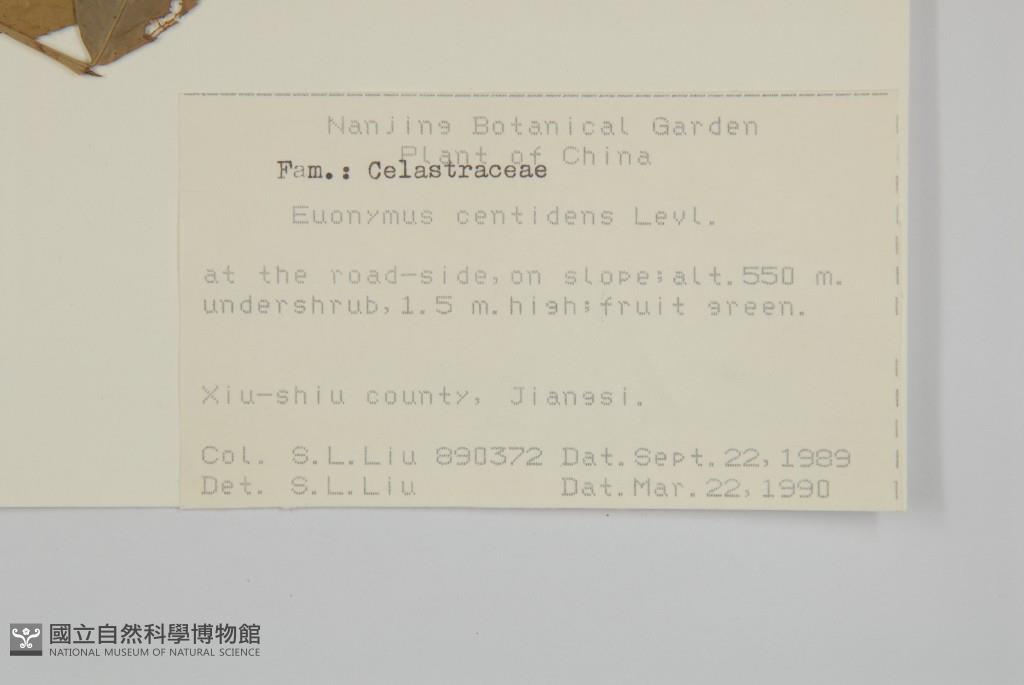 Nanjing Botanical Garden
Plant of China
Fam.: Celastraceae
Euonymus centidens Levl.
at the road-side, on slope; alt. 550 m.
undershrub, 1.5 m. high; fruit green.
Xiu-shiu county, Jiangsi.
Col. S.L.Liu 890372 Dat. Sept. 22, 1989
Det. S.L.Liu Dat. Mar. 22, 1990
國立自然科學博物館
NATIONAL MUSEUM OF NATURAL SCIENCE